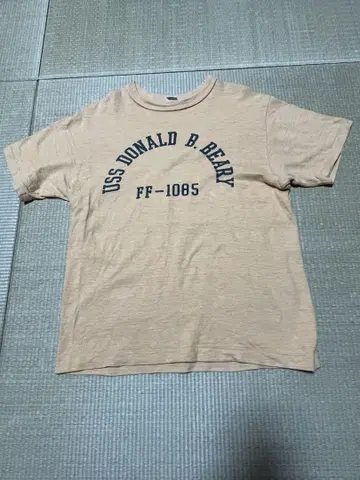 USS DONALD B. BEARY
FF-1085